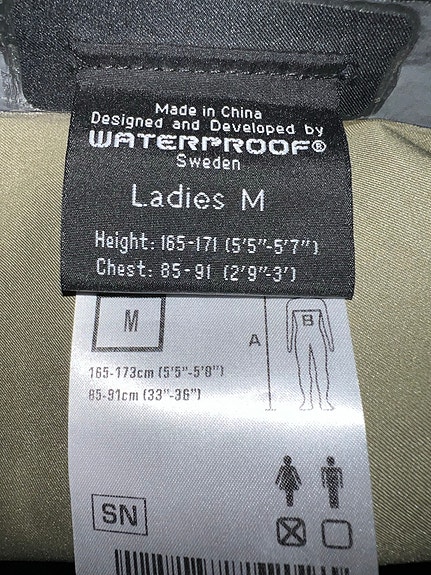 Made in China
Designed and Developed by
WATERPROOF®
Sweden
Ladies M
Height: 165-171 (5'5"-5'7")
Chest: 85-91 (2'9"-3')
M
A
B
165-173cm (5'5"-5'8")
85-91cm (33"-36")
SN